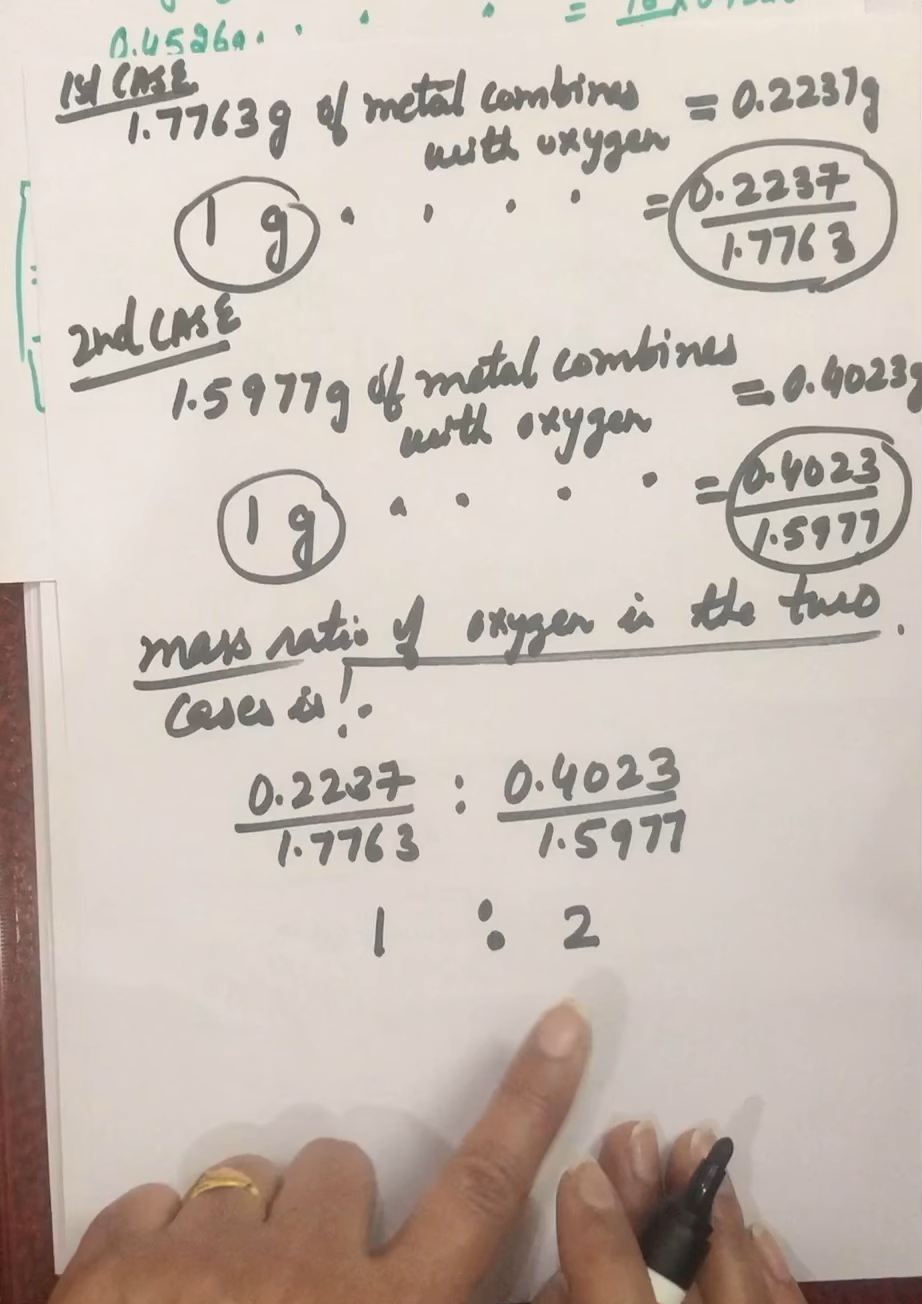 0.4526g
=
1st CASE
1.7763g of metal combines = 0.2237g
with oxygen
1 g . . . . = 0.2237
1.7763
2nd CASE
1.5977g of metal combines = 0.4023g
with oxygen
1 g . . . . = 0.4023
1.5977
mass ratio of oxygen in the two
cases is:
0.2237 : 0.4023
1.7763 1.5977
1 : 2